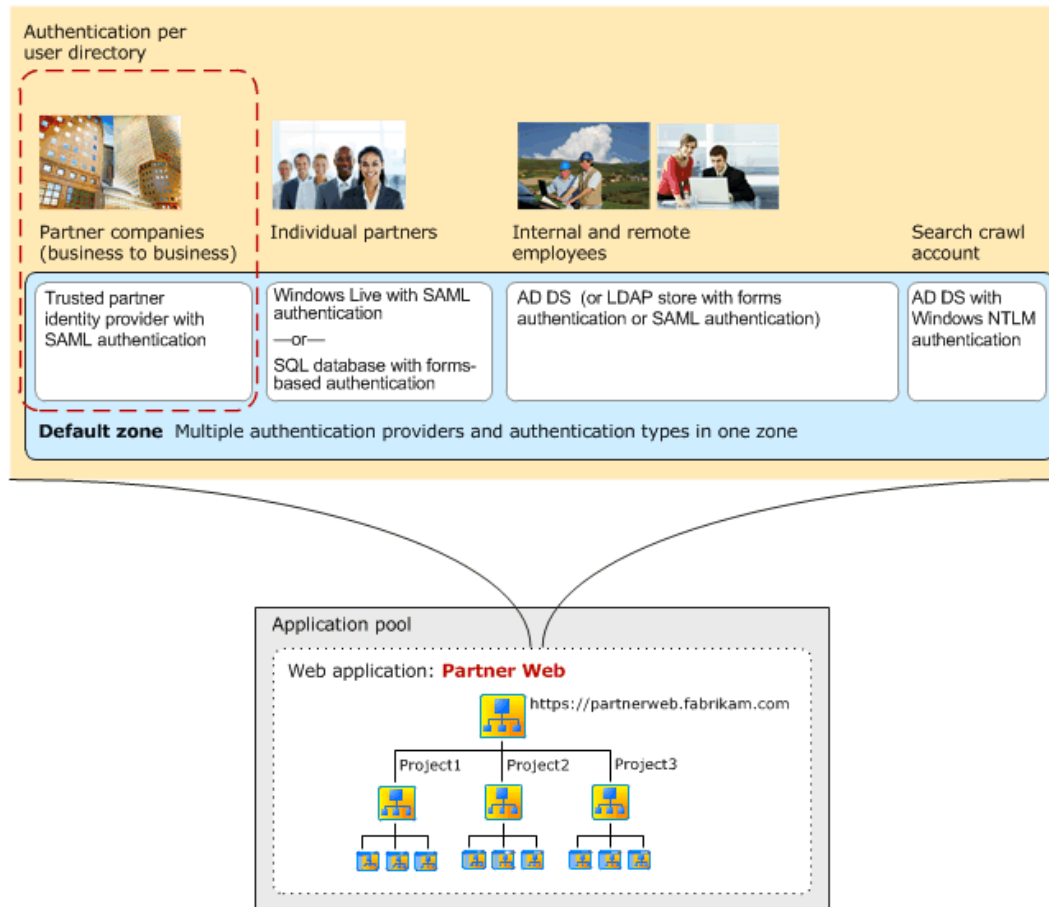 Authentication per
user directory
Partner companies
(business to business)
Individual partners
Internal and remote
employees
Search crawl
account
Trusted partner
identity provider with
SAML authentication
Windows Live with SAML
authentication
—or—
SQL database with forms-
based authentication
AD DS (or LDAP store with forms
authentication or SAML authentication)
AD DS with
Windows NTLM
authentication
Default zone Multiple authentication providers and authentication types in one zone
Application pool
Web application: Partner Web
https://partnerweb.fabrikam.com
Project1
Project2
Project3